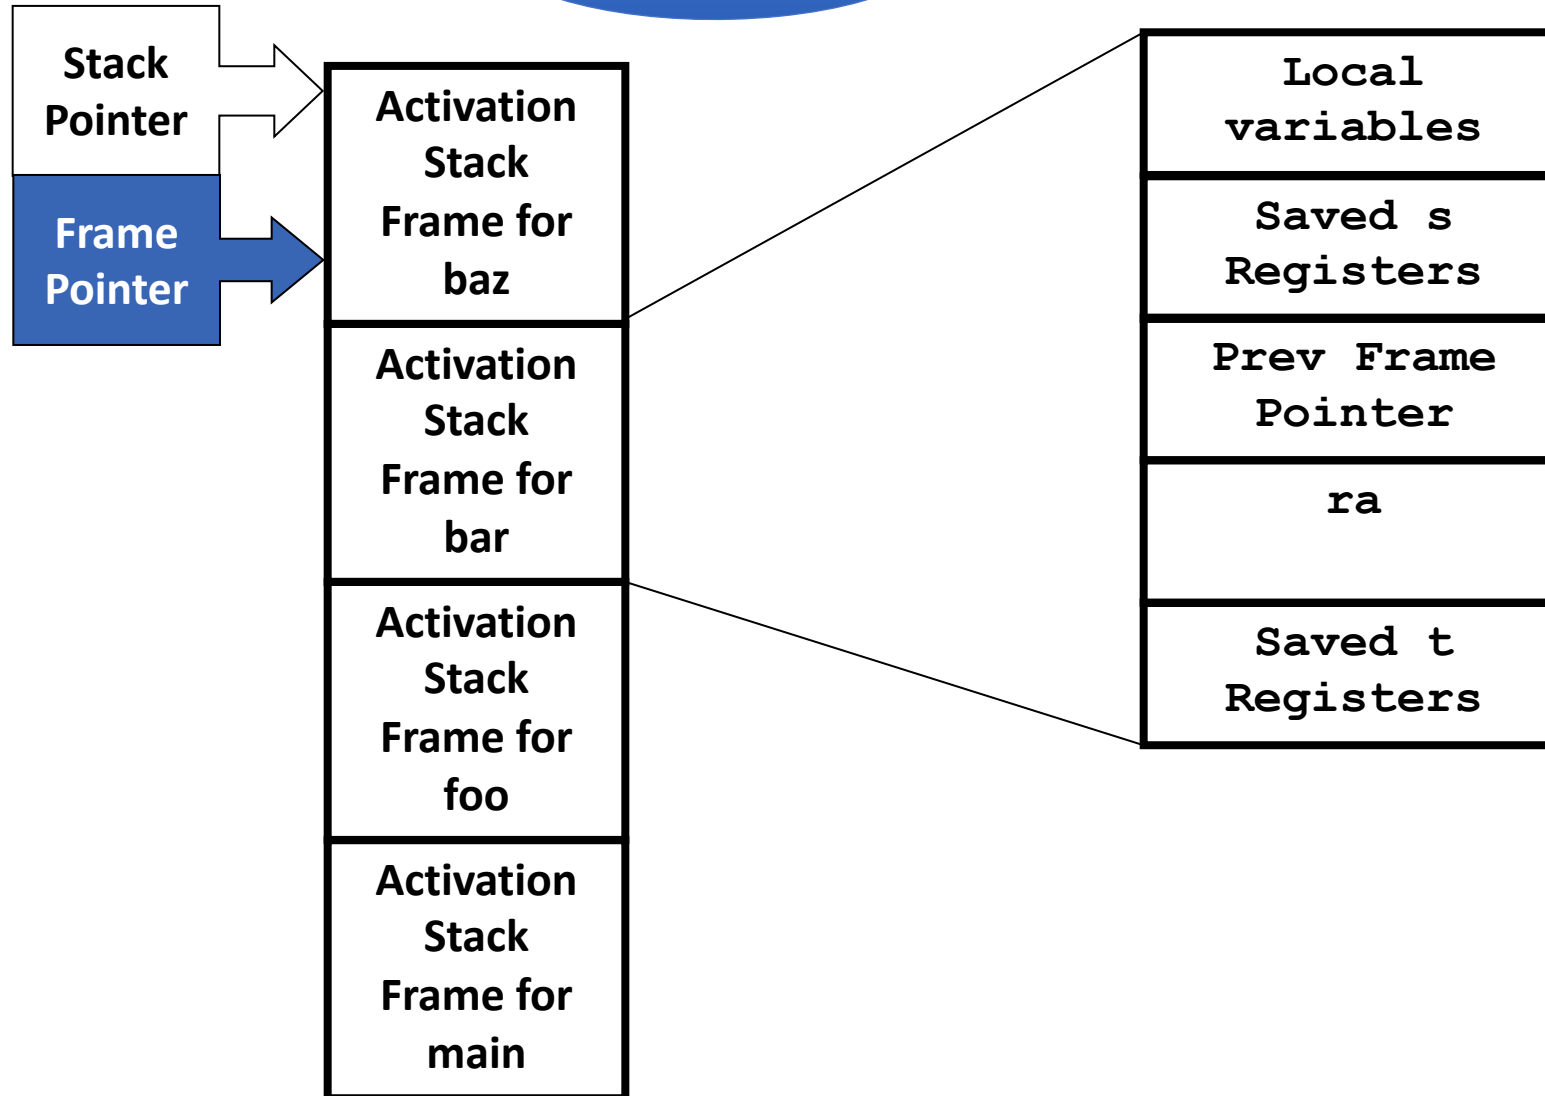 Stack
Pointer
Frame
Pointer
Activation
Stack
Frame for
baz
Activation
Stack
Frame for
bar
Activation
Stack
Frame for
foo
Activation
Stack
Frame for
main
Local
variables
Saved s
Registers
Prev Frame
Pointer
ra
Saved t
Registers